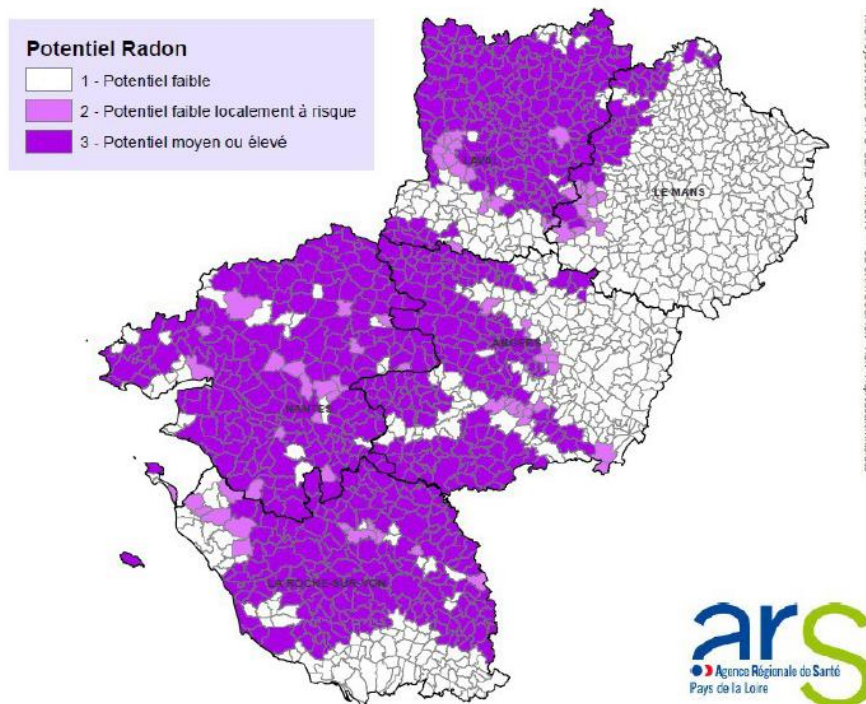 Potentiel Radon
1 - Potentiel faible
2 - Potentiel faible localement à risque
3 - Potentiel moyen ou élevé
LAVAL
LE MANS
ANGERS
NANTES
LA ROCHE-SUR-YON
ars
Agence Régionale de Santé
Pays de la Loire